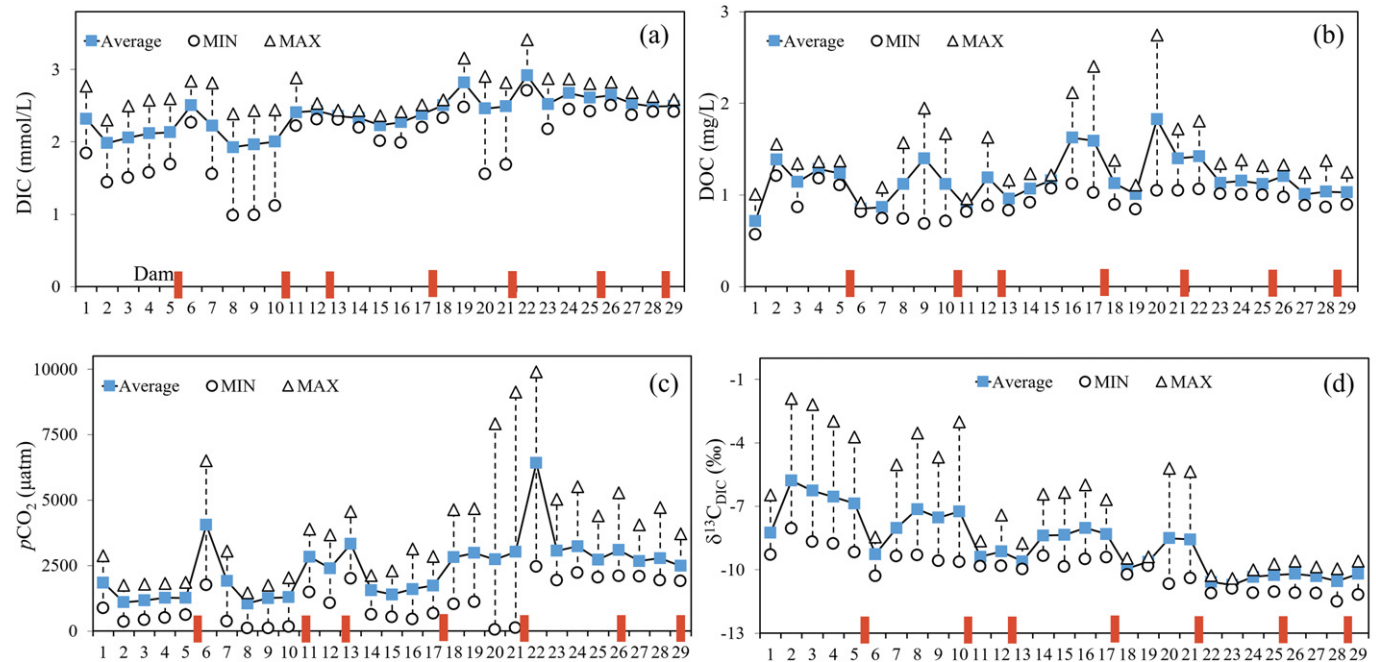 (a)
Average MIN MAX
DIC (mmol/L)
3
2
1
0
Dam
1 2 3 4 5 6 7 8 9 10 11 12 13 14 15 16 17 18 19 20 21 22 23 24 25 26 27 28 29
(b)
Average MIN MAX
DOC (mg/L)
3
2
1
0
1 2 3 4 5 6 7 8 9 10 11 12 13 14 15 16 17 18 19 20 21 22 23 24 25 26 27 28 29
(c)
Average MIN MAX
pCO₂ (µatm)
10000
7500
5000
2500
0
1 2 3 4 5 6 7 8 9 10 11 12 13 14 15 16 17 18 19 20 21 22 23 24 25 26 27 28 29
(d)
Average MIN MAX
δ¹³C_DIC (‰)
-1
-4
-7
-10
-13
1 2 3 4 5 6 7 8 9 10 11 12 13 14 15 16 17 18 19 20 21 22 23 24 25 26 27 28 29